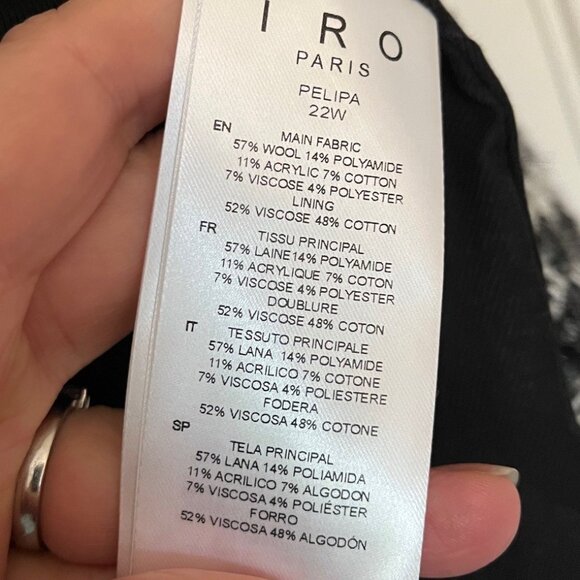 IRO
PARIS
PELIPA
22W
EN
MAIN FABRIC
57% WOOL 14% POLYAMIDE
11% ACRYLIC 7% COTTON
7% VISCOSE 4% POLYESTER
LINING
52% VISCOSE 48% COTTON
FR
TISSU PRINCIPAL
57% LAINE14% POLYAMIDE
11% ACRYLIQUE 7% COTON
7% VISCOSE 4% POLYESTER
DOUBLURE
52% VISCOSE 48% COTON
IT
TESSUTO PRINCIPALE
57% LANA 14% POLYAMIDE
11% ACRILICO 7% COTONE
7% VISCOSA 4% POLIESTERE
FODERA
52% VISCOSA 48% COTONE
SP
TELA PRINCIPAL
57% LANA 14% POLIAMIDA
11% ACRILICO 7% ALGODON
7% VISCOSA 4% POLIÉSTER
FORRO
52% VISCOSA 48% ALGODÓN